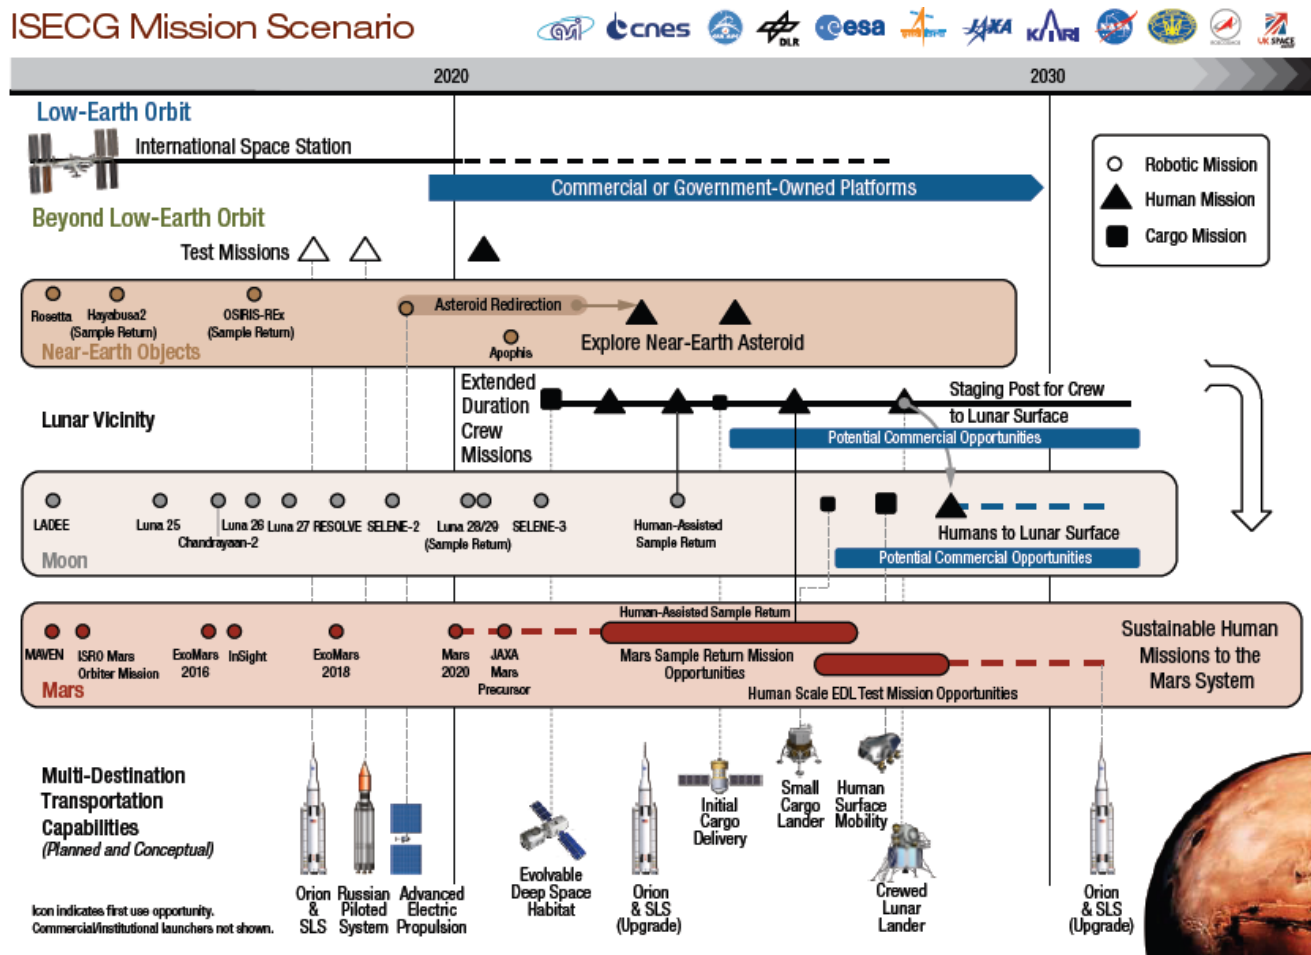 ISECG Mission Scenario
asi
cnes
DLR
esa
JAXA
KARI
NASA
UK SPACE
2020
2030
Low-Earth Orbit
International Space Station
Commercial or Government-Owned Platforms
Robotic Mission
Human Mission
Cargo Mission
Beyond Low-Earth Orbit
Test Missions
Rosetta
Hayabusa2
(Sample Return)
OSIRIS-REx
(Sample Return)
Asteroid Redirection
Apophis
Explore Near-Earth Asteroid
Near-Earth Objects
Lunar Vicinity
Extended
Duration
Crew
Missions
Staging Post for Crew
to Lunar Surface
Potential Commercial Opportunities
LADEE
Luna 25
Chandrayaan-2
Luna 26
Luna 27
RESOLVE
SELENE-2
Luna 28/29
(Sample Return)
SELENE-3
Human-Assisted
Sample Return
Humans to Lunar Surface
Potential Commercial Opportunities
Moon
MAVEN
ISRO Mars
Orbiter Mission
ExoMars
2016
InSight
ExoMars
2018
Mars
2020
JAXA
Mars
Precursor
Human-Assisted Sample Return
Mars Sample Return Mission
Opportunities
Human Scale EDL Test Mission Opportunities
Sustainable Human
Missions to the
Mars System
Mars
Multi-Destination
Transportation
Capabilities
(Planned and Conceptual)
Orion
&
SLS
Russian
Piloted
System
Advanced
Electric
Propulsion
Evolvable
Deep Space
Habitat
Orion
& SLS
(Upgrade)
Initial
Cargo
Delivery
Small
Cargo
Lander
Human
Surface
Mobility
Crewed
Lunar
Lander
Orion
& SLS
(Upgrade)
Icon indicates first use opportunity.
Commercial/institutional launchers not shown.